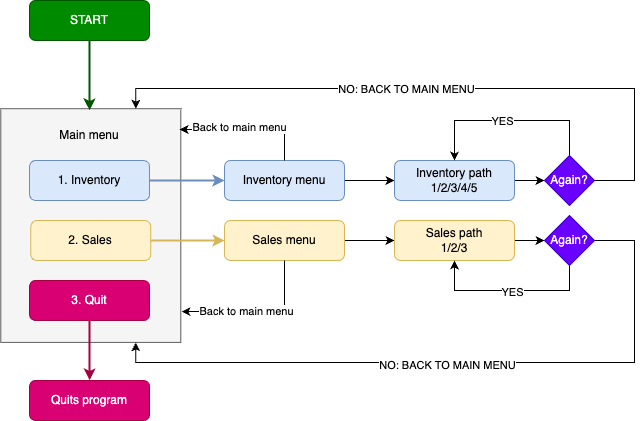 START
NO: BACK TO MAIN MENU
Main menu
Back to main menu
YES
1. Inventory
Inventory menu
Inventory path
1/2/3/4/5
Again?
2. Sales
Sales menu
Sales path
1/2/3
Again?
3. Quit
Back to main menu
YES
NO: BACK TO MAIN MENU
Quits program